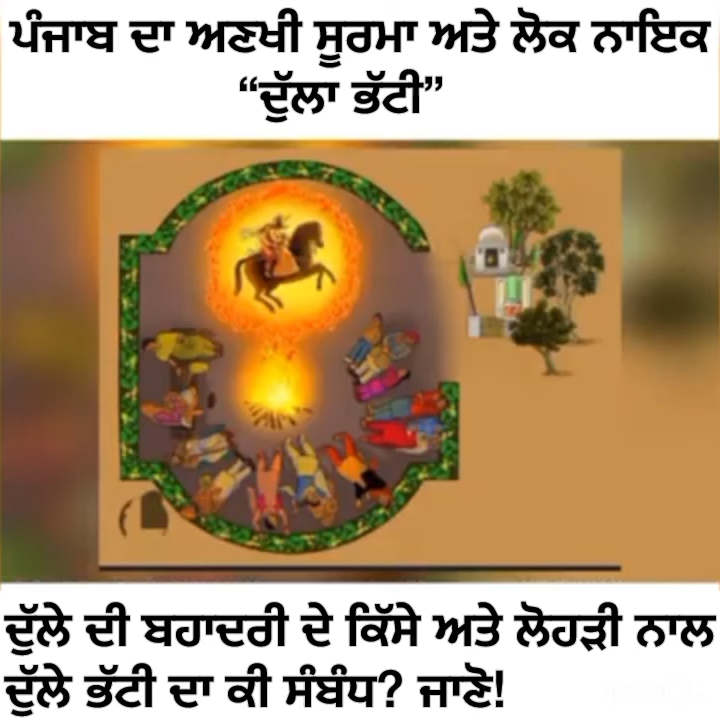 ਪੰਜਾਬ ਦਾ ਅਣਖੀ ਸੂਰਮਾ ਅਤੇ ਲੋਕ ਨਾਇਕ
“ਦੁੱਲਾ ਭੱਟੀ”
ਦੁੱਲੇ ਦੀ ਬਹਾਦਰੀ ਦੇ ਕਿੱਸੇ ਅਤੇ ਲੋਹੜੀ ਨਾਲ
ਦੁੱਲੇ ਭੱਟੀ ਦਾ ਕੀ ਸੰਬੰਧ? ਜਾਣੋ!